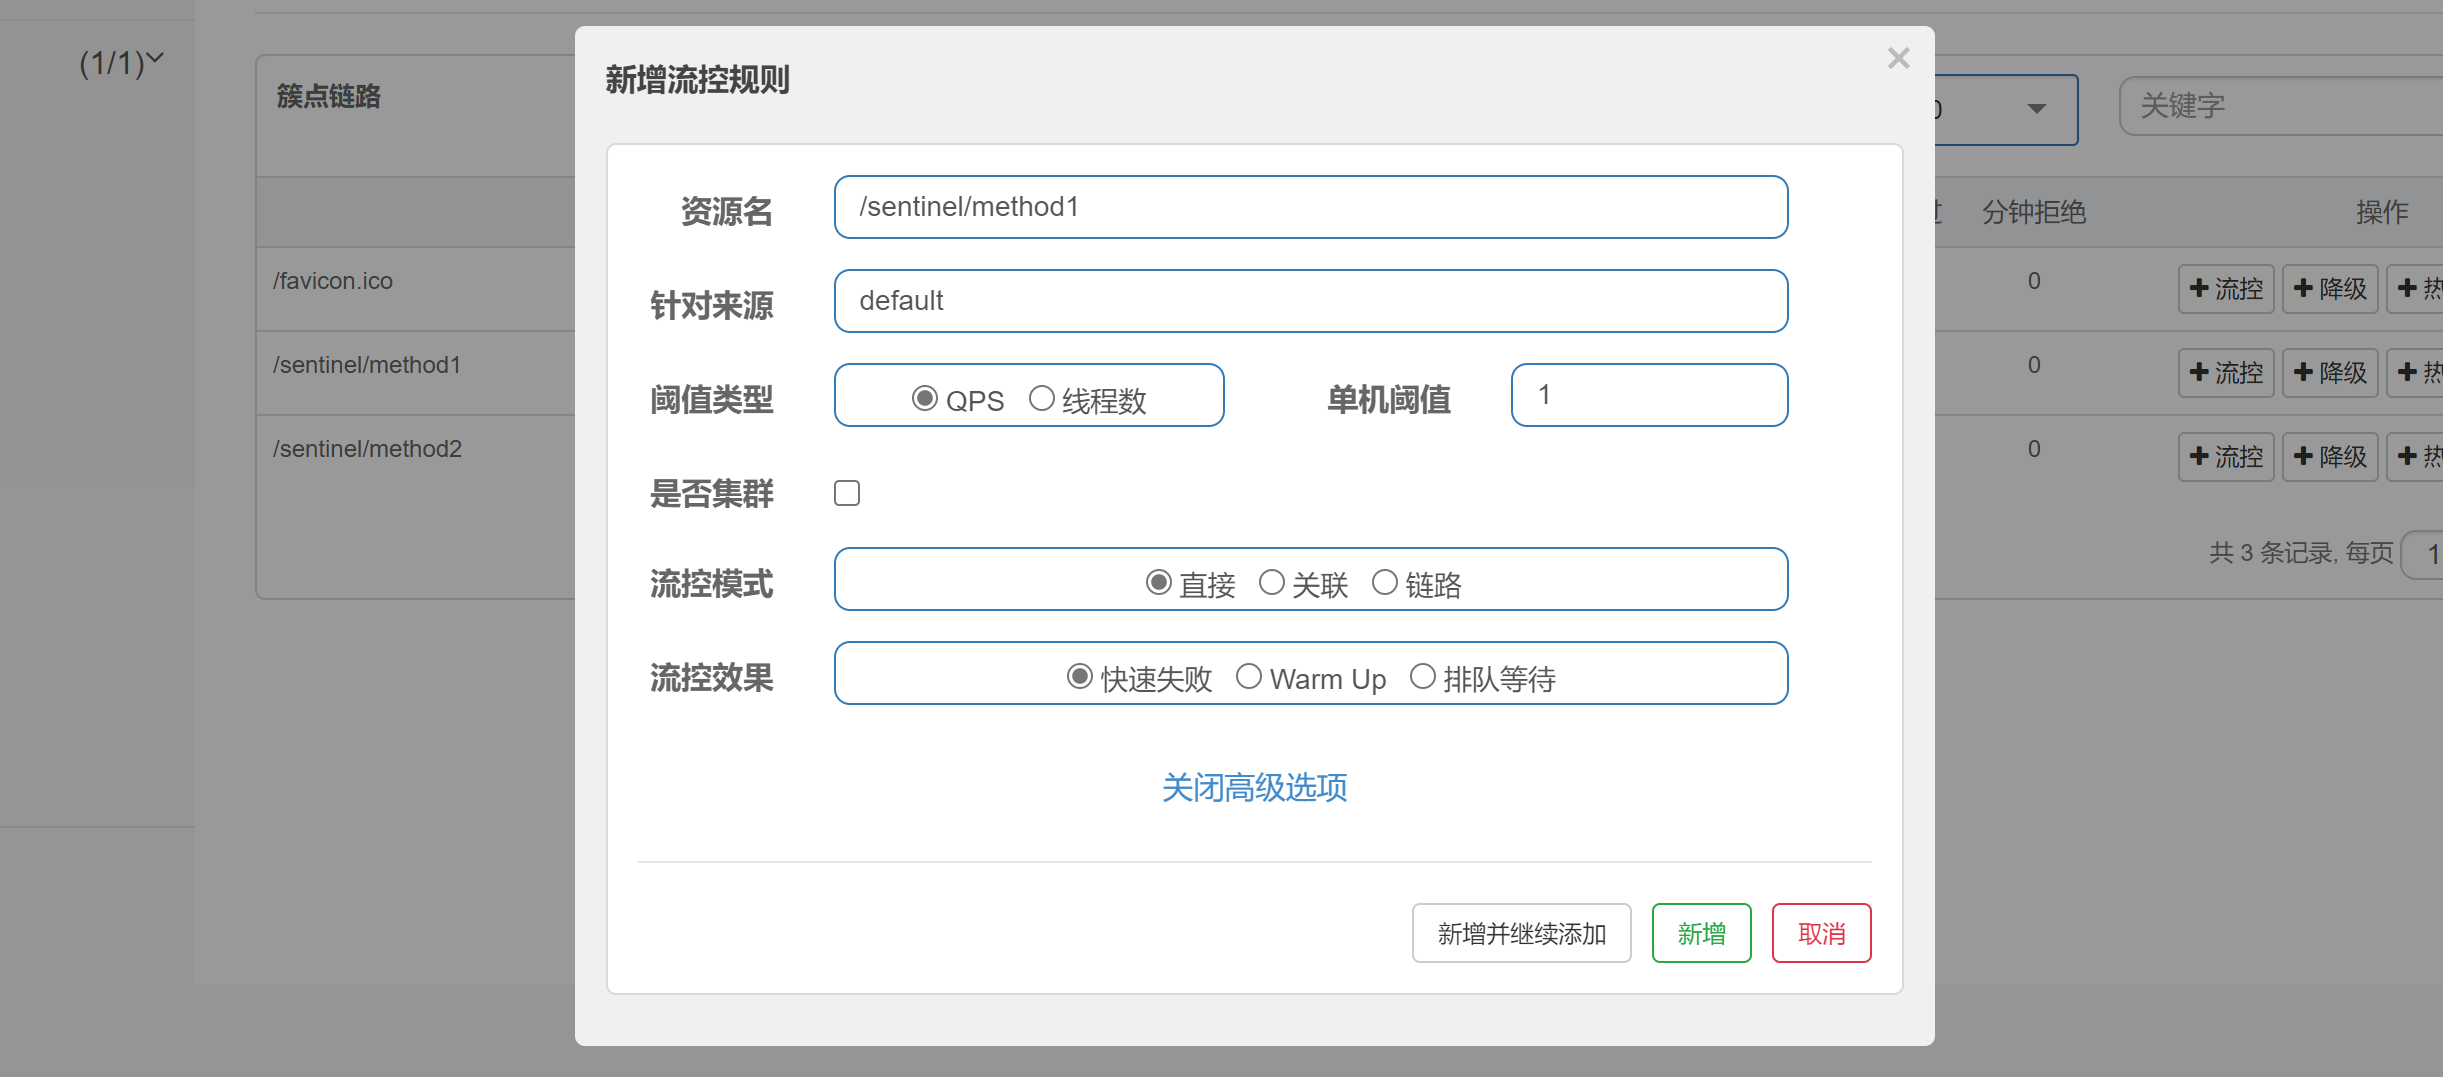 (1/1)
簇点链路
关键字
分钟拒绝
操作
/favicon.ico
0
流控
降级
/sentinel/method1
0
流控
降级
/sentinel/method2
0
流控
降级
共 3 条记录, 每页
新增流控规则
×
资源名
/sentinel/method1
针对来源
default
阈值类型
QPS 线程数
单机阈值
1
是否集群
流控模式
直接 关联 链路
流控效果
快速失败 Warm Up 排队等待
关闭高级选项
新增并继续添加
新增
取消